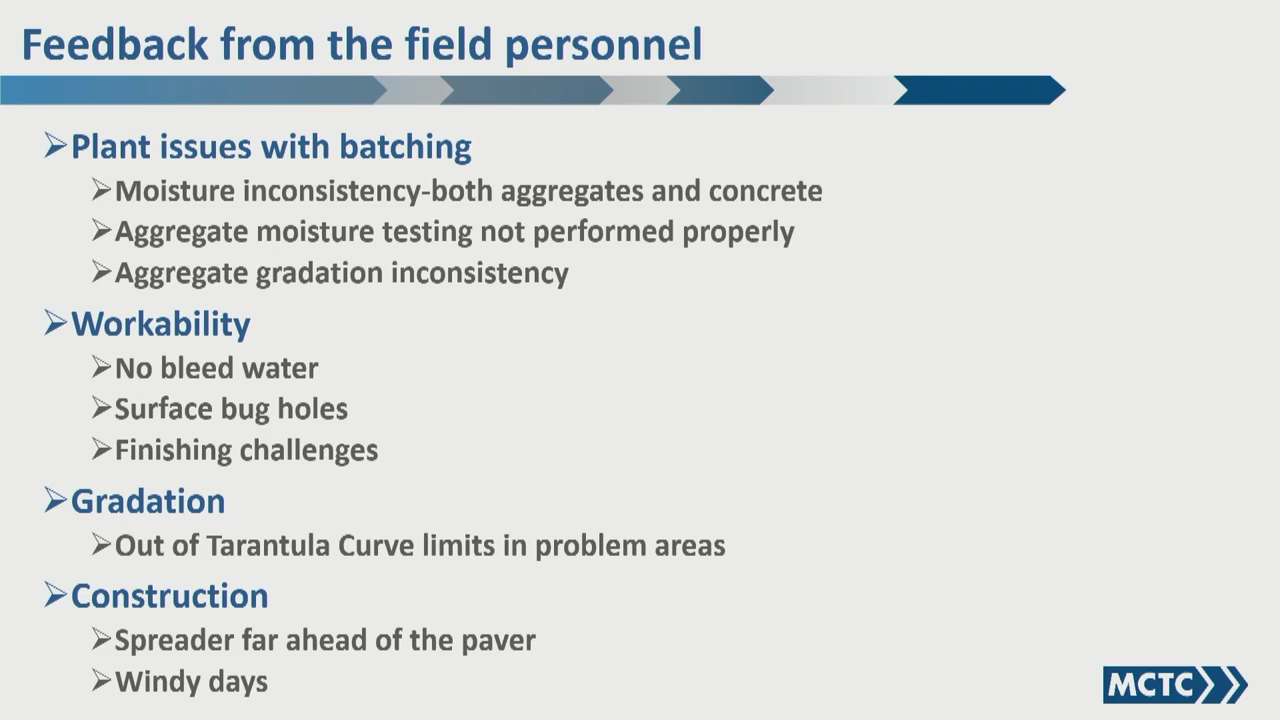 Feedback from the field personnel
Plant issues with batching
Moisture inconsistency-both aggregates and concrete
Aggregate moisture testing not performed properly
Aggregate gradation inconsistency
Workability
No bleed water
Surface bug holes
Finishing challenges
Gradation
Out of Tarantula Curve limits in problem areas
Construction
Spreader far ahead of the paver
Windy days
MCTC